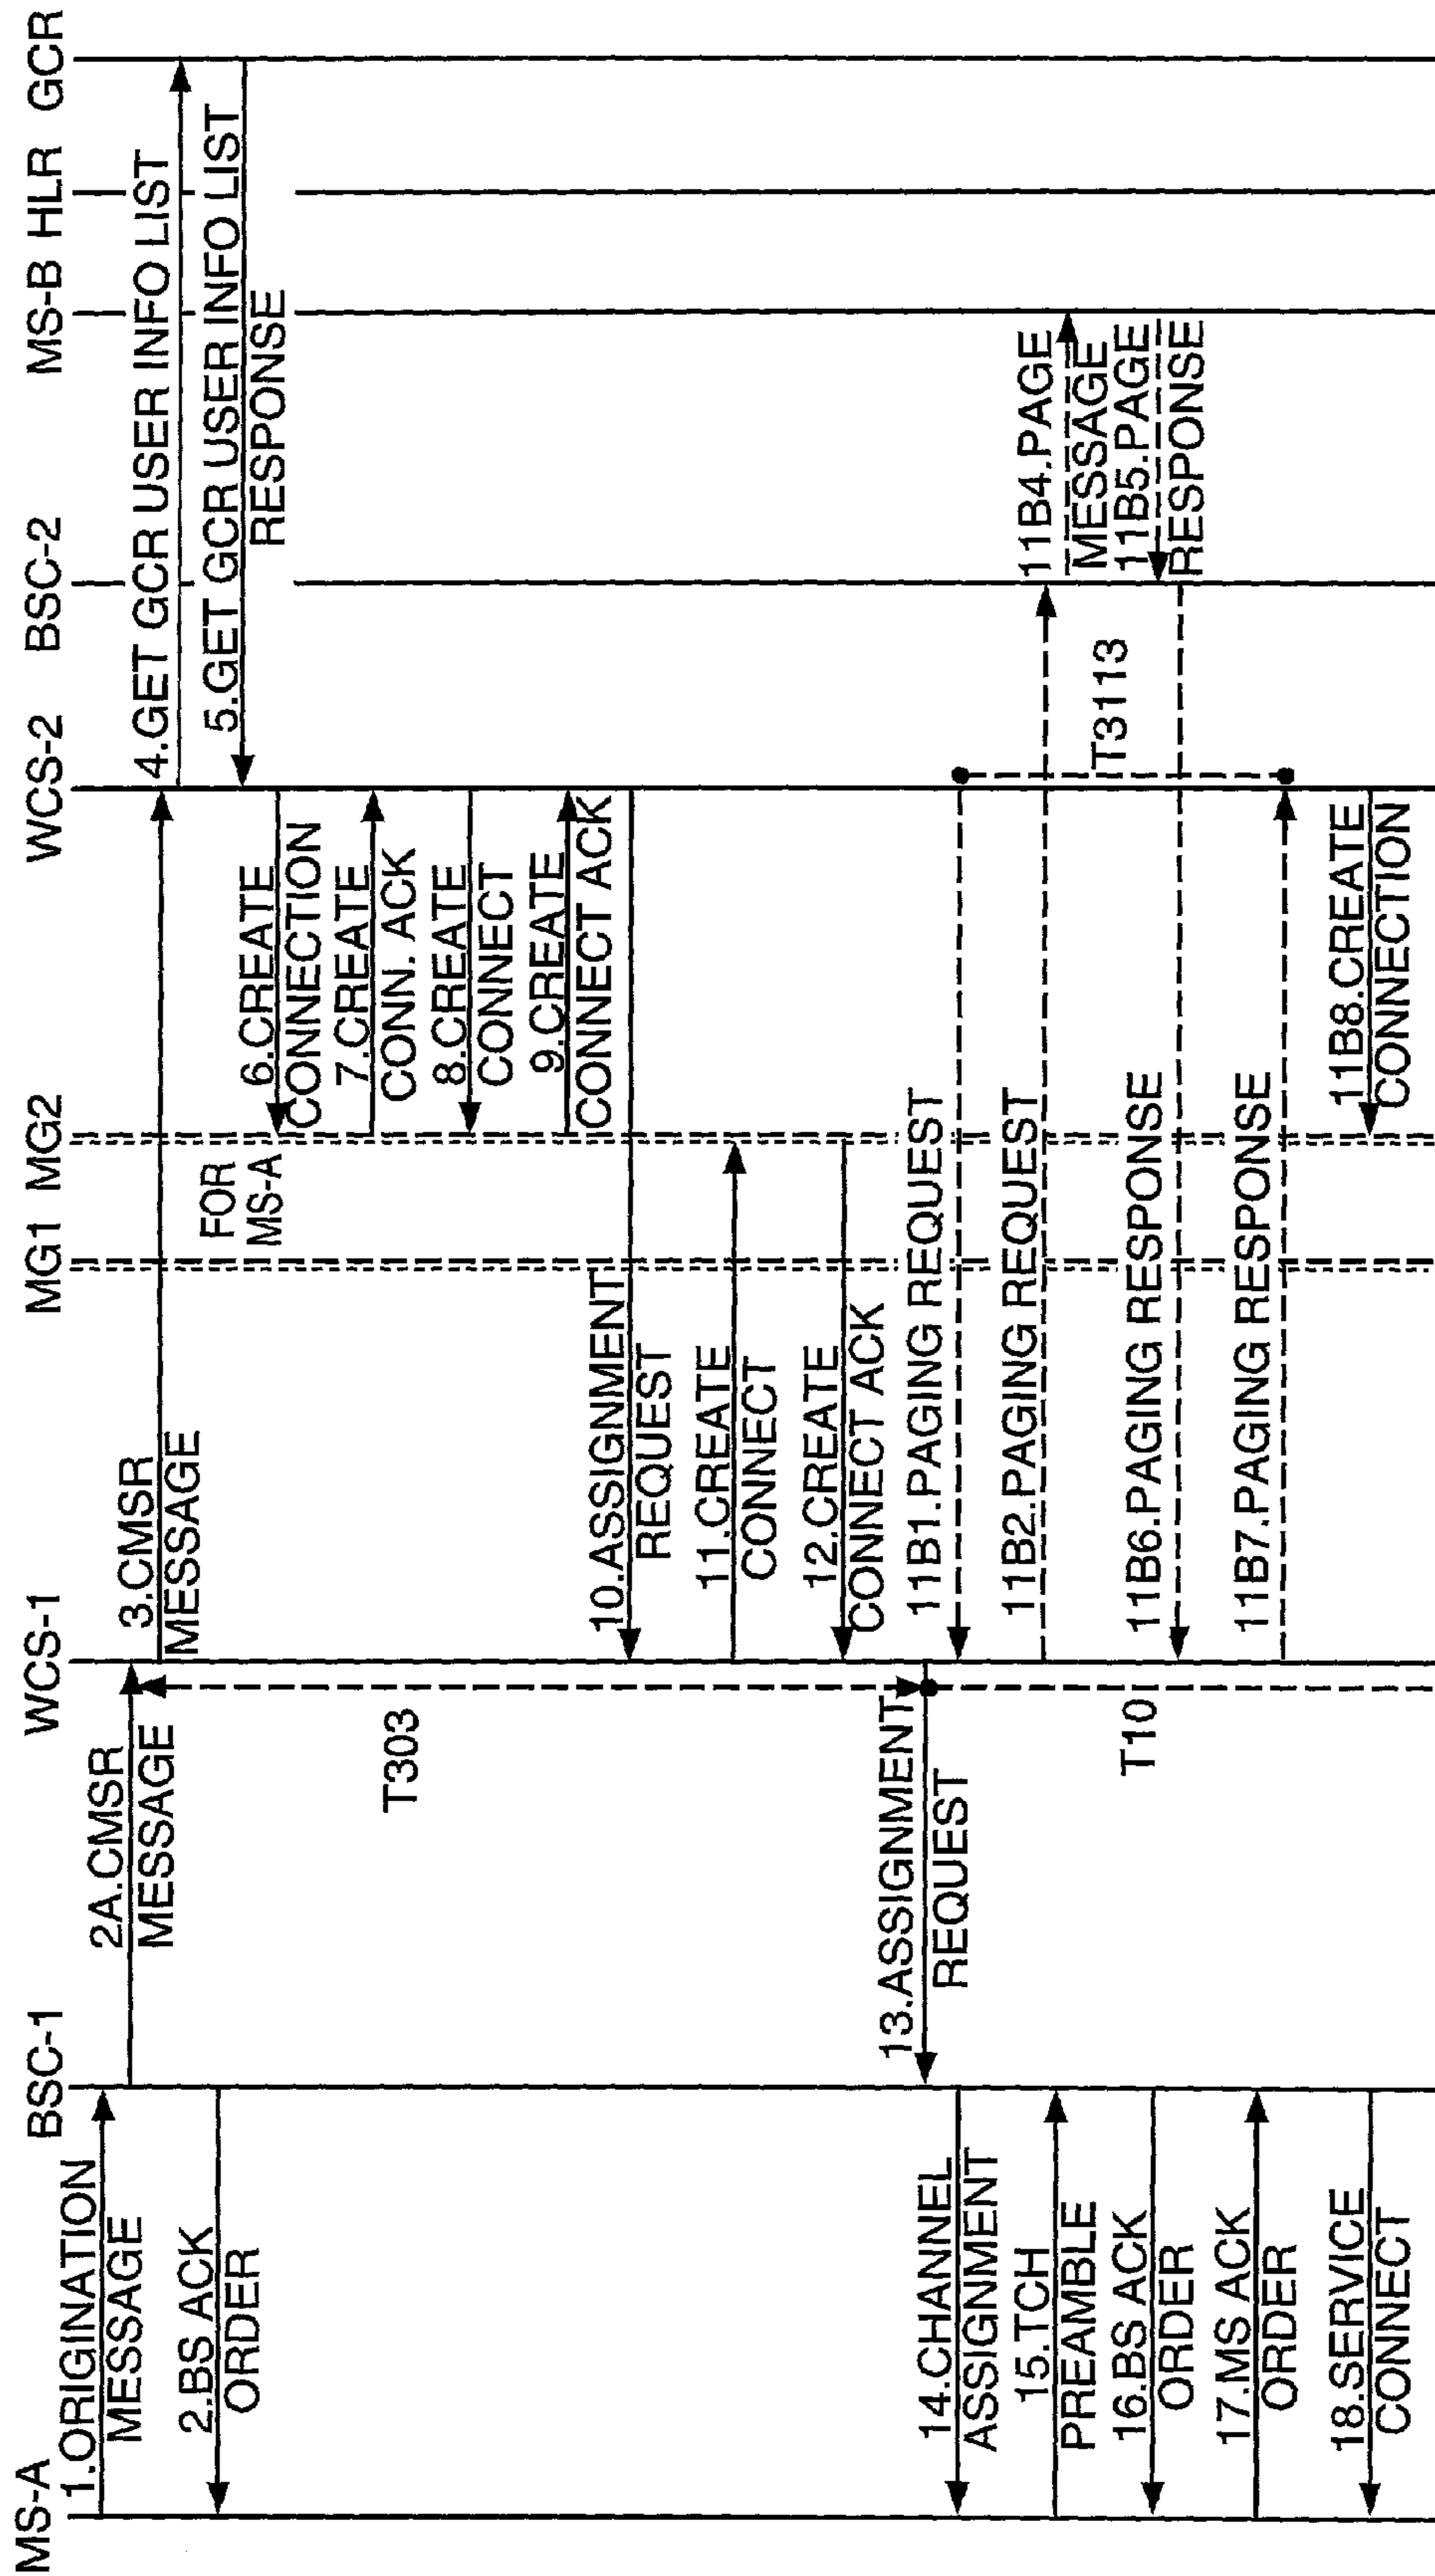 MS-A BSC-1 WCS-1 MG1 MG2 WCS-2 BSC-2 MS-B HLR GCR
1.ORIGINATION
MESSAGE
2A.CMSR
MESSAGE
3.CMSR
MESSAGE
4.GET GCR USER INFO LIST
2.BS ACK
ORDER
5.GET GCR USER INFO LIST
RESPONSE
FOR
MS-A
6.CREATE
CONNECTION
7.CREATE
CONN. ACK
T303
8.CREATE
CONNECT
9.CREATE
CONNECT ACK
10.ASSIGNMENT
REQUEST
11.CREATE
CONNECT
12.CREATE
CONNECT ACK
13.ASSIGNMENT
REQUEST
11B1.PAGING REQUEST
14.CHANNEL
ASSIGNMENT
11B2.PAGING REQUEST
11B4.PAGE
MESSAGE
15.TCH
PREAMBLE
T10
T3113
11B5.PAGE
RESPONSE
16.BS ACK
ORDER
11B6.PAGING RESPONSE
17.MS ACK
ORDER
11B7.PAGING RESPONSE
18.SERVICE
CONNECT
11B8.CREATE
CONNECTION